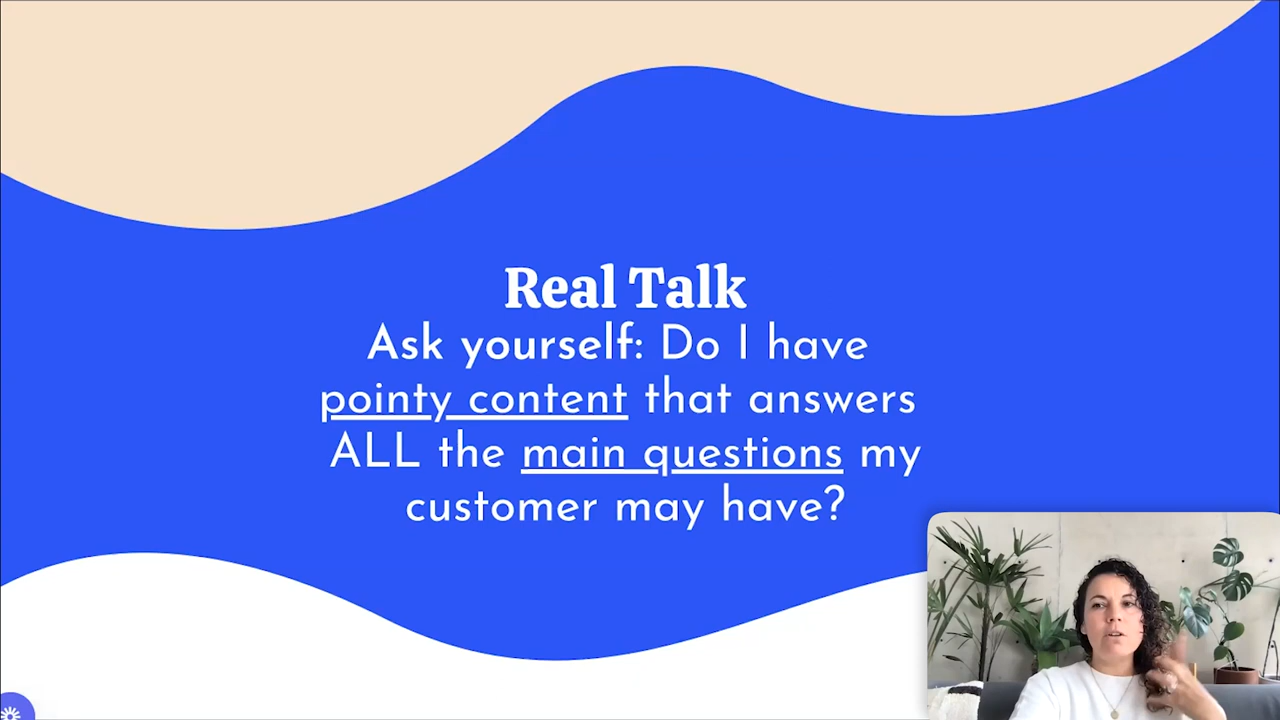 Real Talk
Ask yourself: Do I have
pointy content that answers
ALL the main questions my
customer may have?